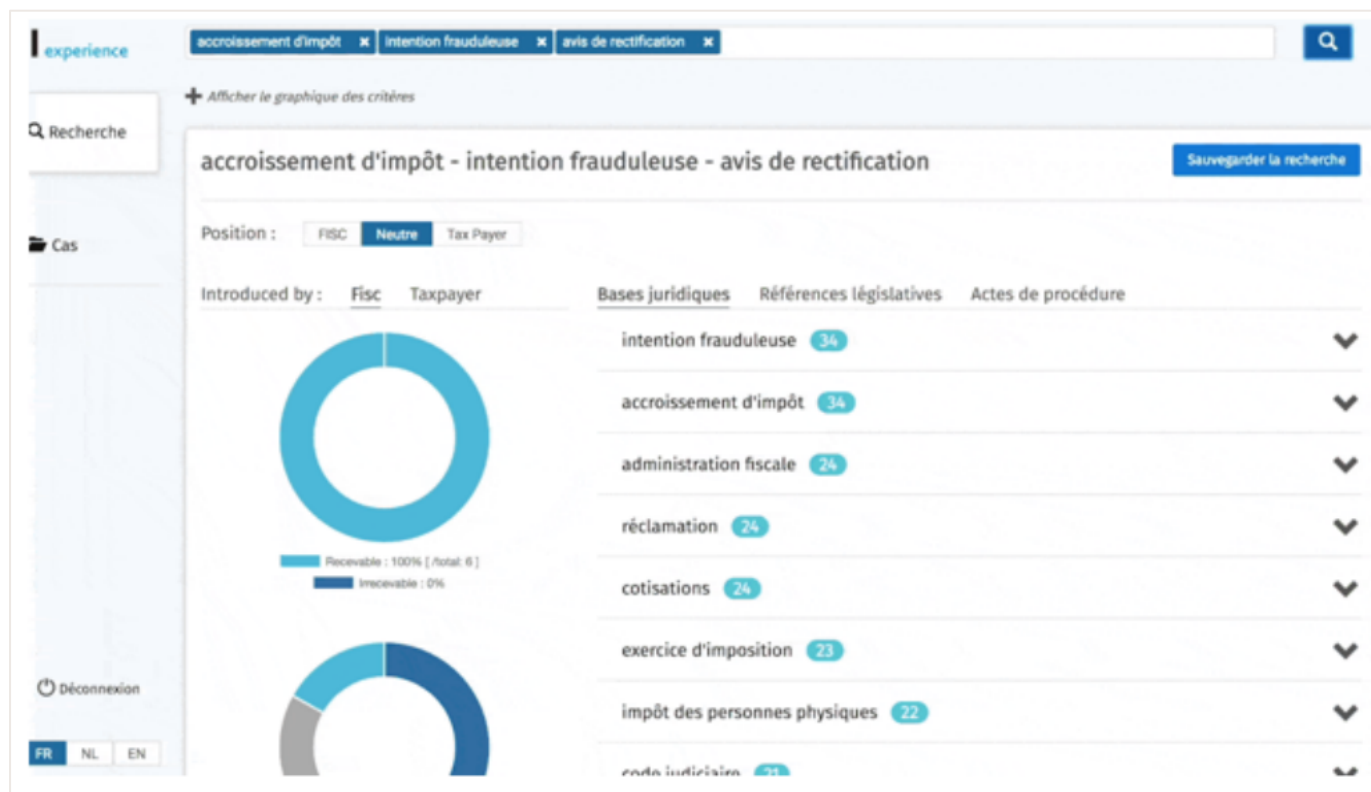 experience
accroissement d'impôt × intention frauduleuse × avis de rectification ×
+ Afficher le graphique des critères
Recherche
accroissement d'impôt - intention frauduleuse - avis de rectification
Sauvegarder la recherche
Cas
Position : FISC Neutre Tax Payer
Introduced by : Fisc Taxpayer
Bases juridiques Références législatives Actes de procédure
intention frauduleuse 34
accroissement d'impôt 34
administration fiscale 24
réclamation 24
Recevable : 100% [ /total: 6 ]
Irrecevable : 0%
cotisations 24
exercice d'imposition 23
impôt des personnes physiques 22
code judiciaire 21
Déconnexion
FR NL EN